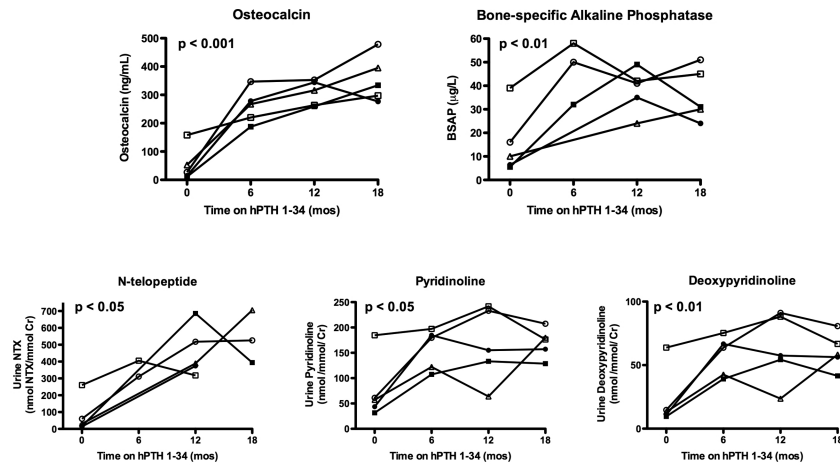 Osteocalcin
p < 0.001
Osteocalcin (ng/mL)
500
400
300
200
100
0
0 6 12 18
Time on hPTH 1-34 (mos)
Bone-specific Alkaline Phosphatase
p < 0.01
BSAP (µg/L)
60
50
40
30
20
10
0
0 6 12 18
Time on hPTH 1-34 (mos)
N-telopeptide
p < 0.05
Urine NTX
(nmol NTX/mmol Cr)
700
600
500
400
300
200
100
0
0 6 12 18
Time on hPTH 1-34 (mos)
Pyridinoline
p < 0.05
Urine Pyridinoline
(nmol/mmol/ Cr)
250
200
150
100
50
0
0 6 12 18
Time on hPTH 1-34 (mos)
Deoxypyridinoline
p < 0.01
Urine Deoxypyridinoline
(nmol/mmol/Cr)
100
50
0
0 6 12 18
Time on hPTH 1-34 (mos)